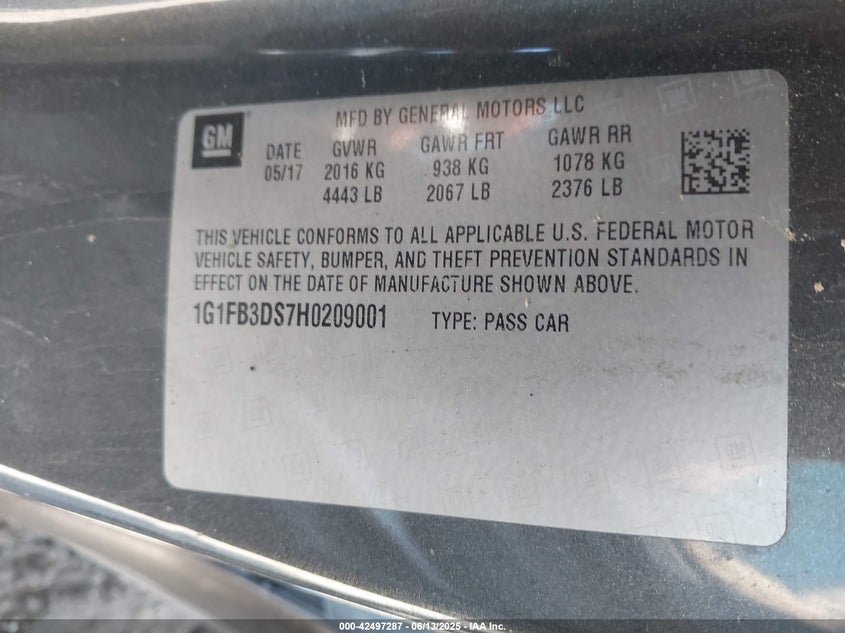 MFD BY GENERAL MOTORS LLC
GM
DATE GVWR GAWR FRT GAWR RR
05/17 2016 KG 938 KG 1078 KG
4443 LB 2067 LB 2376 LB
THIS VEHICLE CONFORMS TO ALL APPLICABLE U.S. FEDERAL MOTOR
VEHICLE SAFETY, BUMPER, AND THEFT PREVENTION STANDARDS IN
EFFECT ON THE DATE OF MANUFACTURE SHOWN ABOVE.
1G1FB3DS7H0209001 TYPE: PASS CAR
000-42497287 - 06/13/2025 - © IAA Inc.